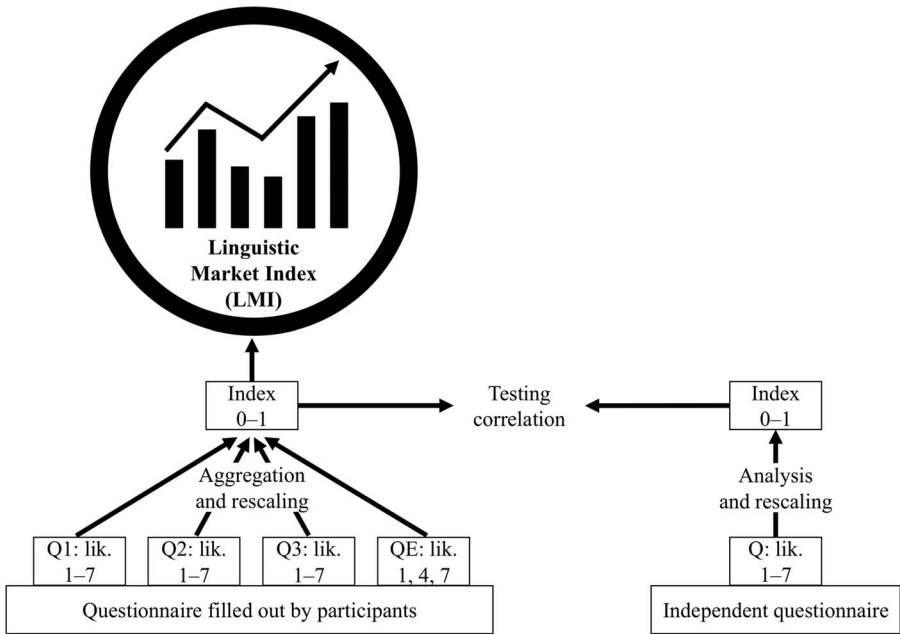 Linguistic
Market Index
(LMI)
Index
0–1
Testing
correlation
Index
0–1
Aggregation
and rescaling
Analysis
and rescaling
Q1: lik.
1–7
Q2: lik.
1–7
Q3: lik.
1–7
QE: lik.
1, 4, 7
Q: lik.
1–7
Questionnaire filled out by participants
Independent questionnaire